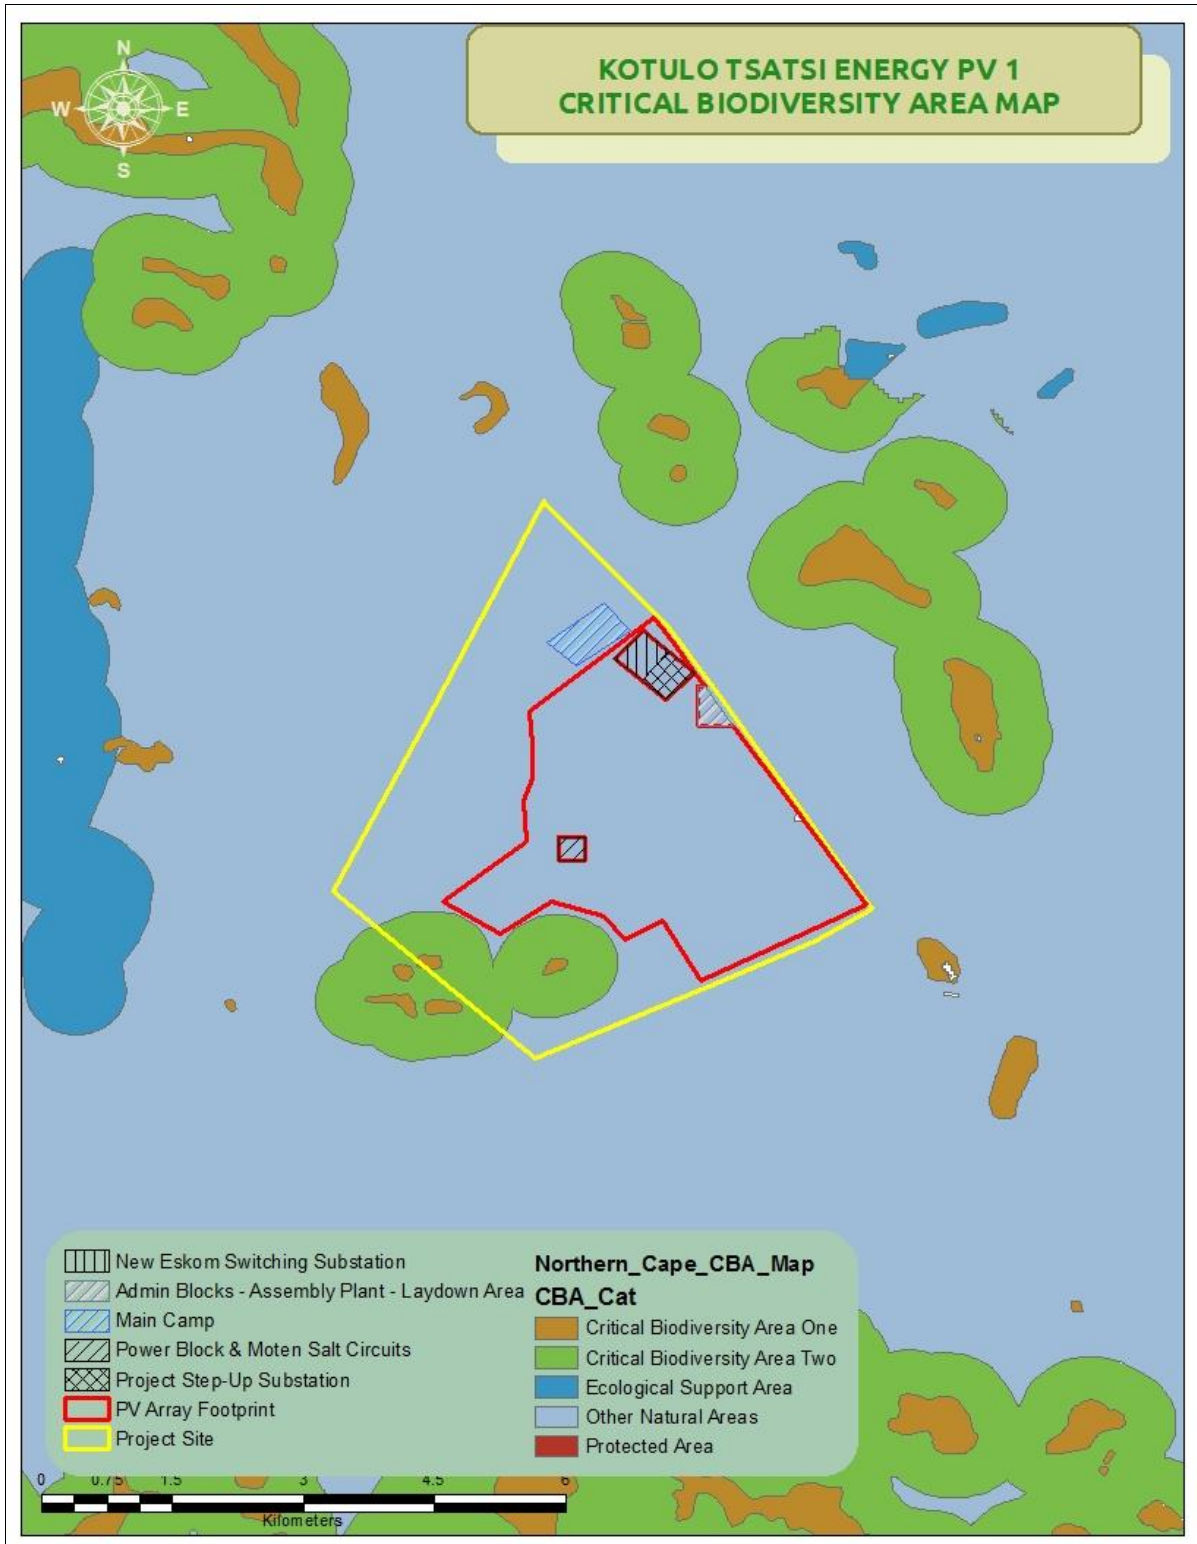 N
W E
S
KOTULO TSATSI ENERGY PV 1
CRITICAL BIODIVERSITY AREA MAP
New Eskom Switching Substation
Admin Blocks - Assembly Plant - Laydown Area
Main Camp
Power Block & Moten Salt Circuits
Project Step-Up Substation
PV Array Footprint
Project Site
Northern_Cape_CBA_Map
CBA_Cat
Critical Biodiversity Area One
Critical Biodiversity Area Two
Ecological Support Area
Other Natural Areas
Protected Area
0 0.75 1.5 3 4.5 6
Kilometers